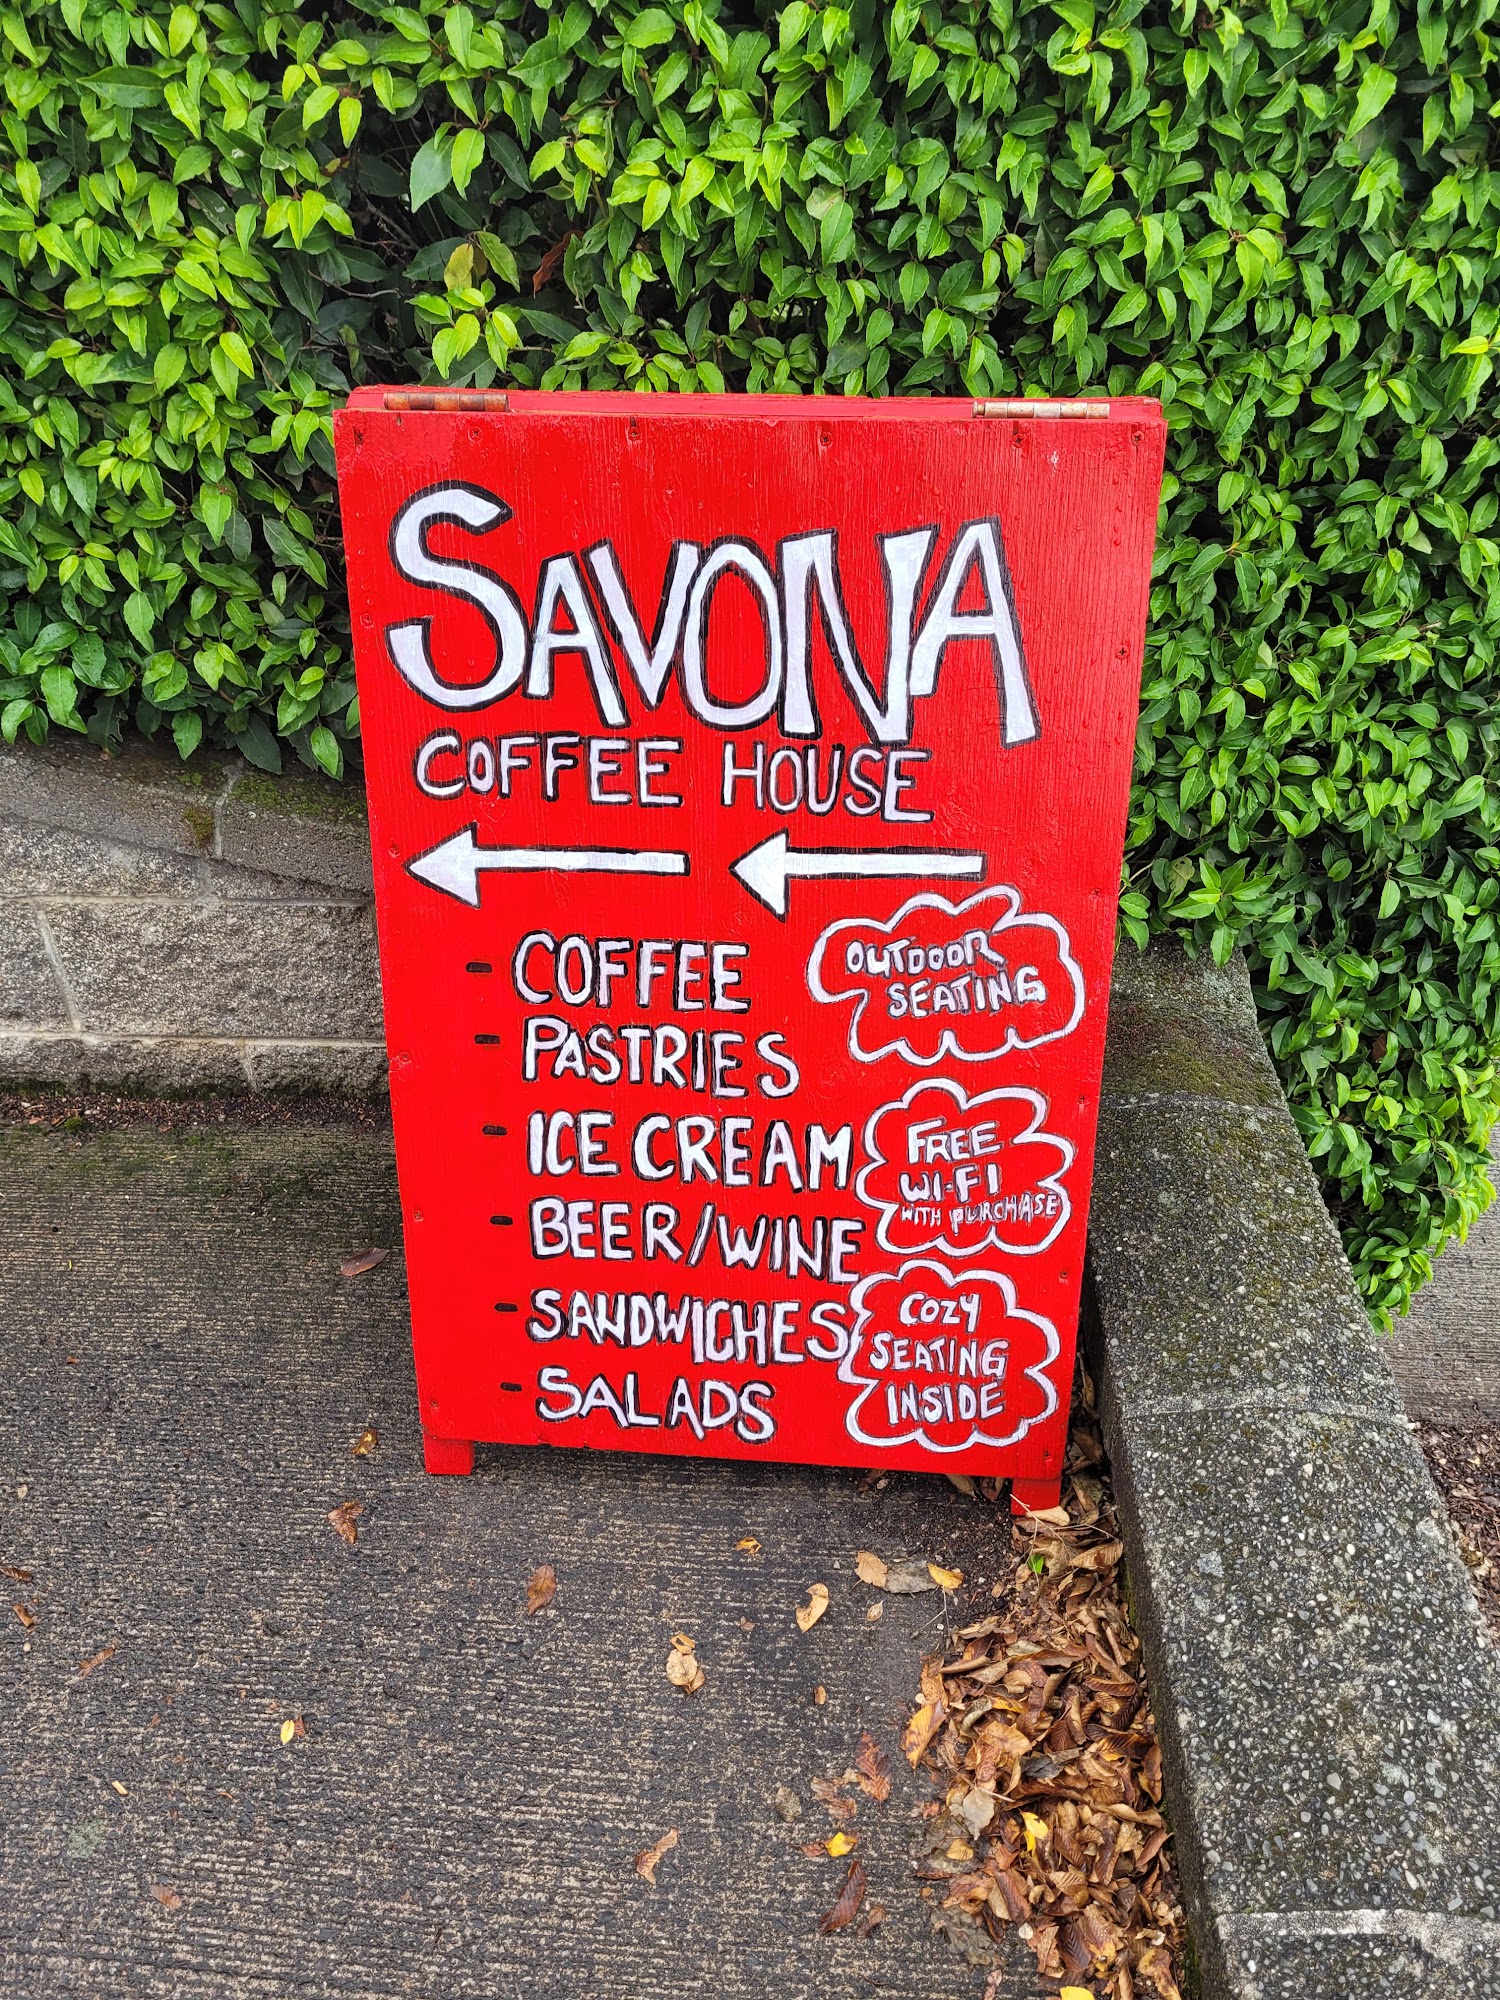 SAVONA
COFFEE HOUSE
- COFFEE
- PASTRIES
- ICE CREAM
- BEER/WINE
- SANDWICHES
- SALADS
OUTDOOR
SEATING
FREE
WI-FI
WITH PURCHASE
COZY
SEATING
INSIDE